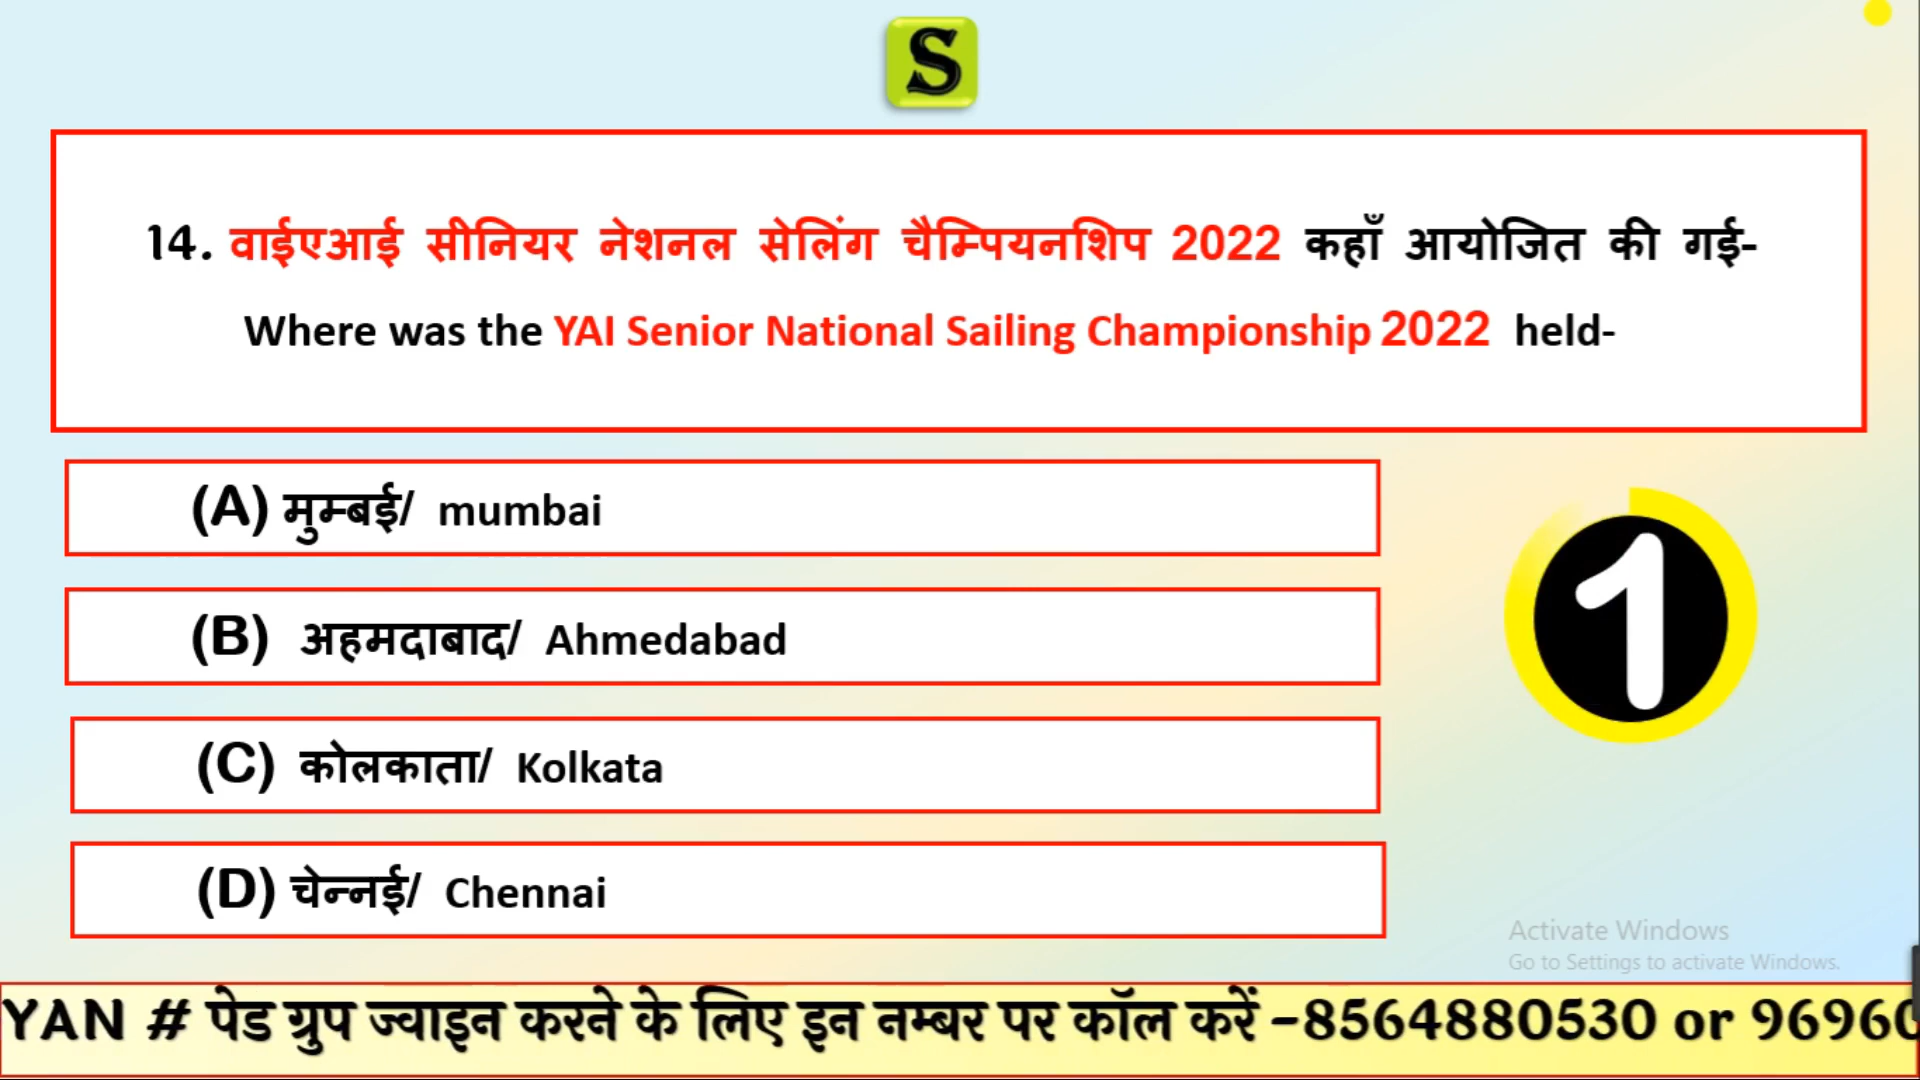 S
14. वाईएआई सीनियर नेशनल सेलिंग चैम्पियनशिप 2022 कहाँ आयोजित की गई-
Where was the YAI Senior National Sailing Championship 2022 held-
(A) मुम्बई/ mumbai
(B) अहमदाबाद/ Ahmedabad
1
(C) कोलकाता/ Kolkata
(D) चेन्नई/ Chennai
Activate Windows
Go to Settings to activate Windows.
YAN # पेड ग्रुप ज्वाइन करने के लिए इन नम्बर पर कॉल करें -8564880530 or 96960